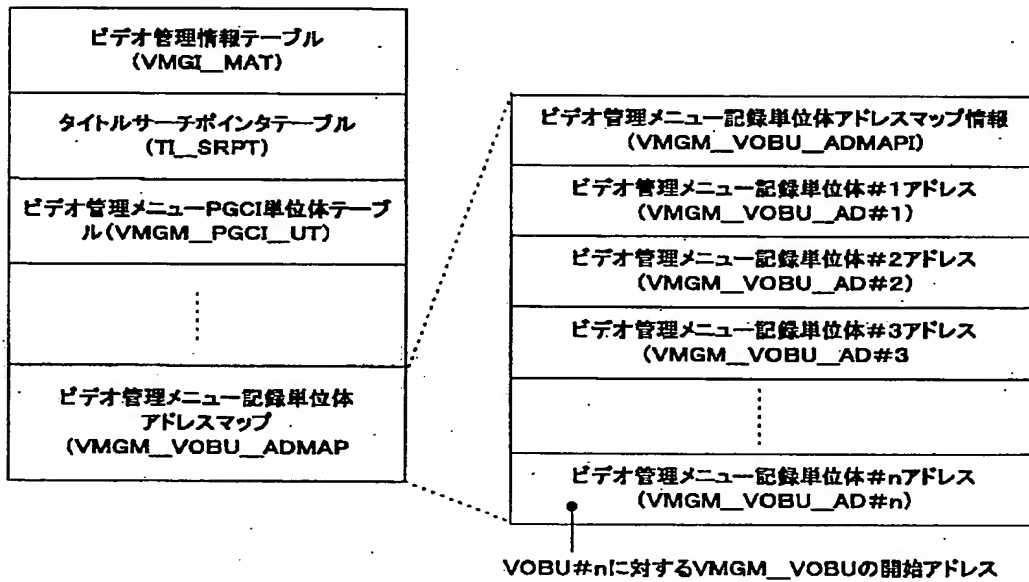 ビデオ管理情報テーブル
(VMGI__MAT)
タイトルサーチポインタテーブル
(TI__SRPT)
ビデオ管理メニューPGCI単位体テーブ
ル(VMGM__PGCI__UT)
ビデオ管理メニュー記録単位体
アドレスマップ
(VMGM__VOBU__ADMAP
ビデオ管理メニュー記録単位体アドレスマップ情報
(VMGM__VOBU__ADMAPI)
ビデオ管理メニュー記録単位体#1アドレス
(VMGM__VOBU__AD#1)
ビデオ管理メニュー記録単位体#2アドレス
(VMGM__VOBU__AD#2)
ビデオ管理メニュー記録単位体#3アドレス
(VMGM__VOBU__AD#3
ビデオ管理メニュー記録単位体#nアドレス
(VMGM__VOBU__AD#n)
VOBU#nに対するVMGM__VOBUの開始アドレス